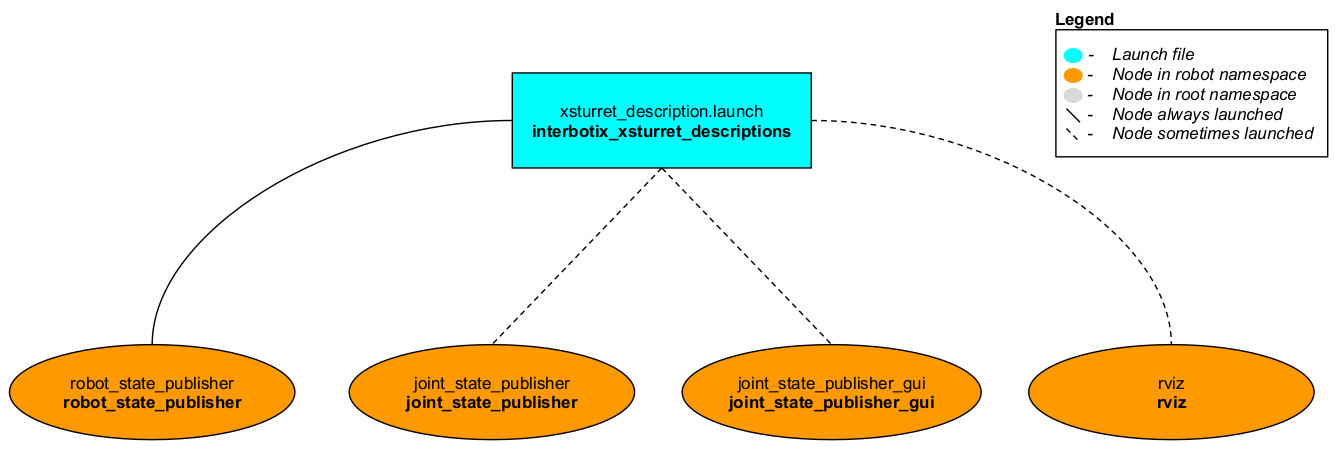 Legend
- Launch file
- Node in robot namespace
- Node in root namespace
- Node always launched
- Node sometimes launched
xsturret_description.launch
interbotix_xsturret_descriptions
robot_state_publisher
robot_state_publisher
joint_state_publisher
joint_state_publisher
joint_state_publisher_gui
joint_state_publisher_gui
rviz
rviz